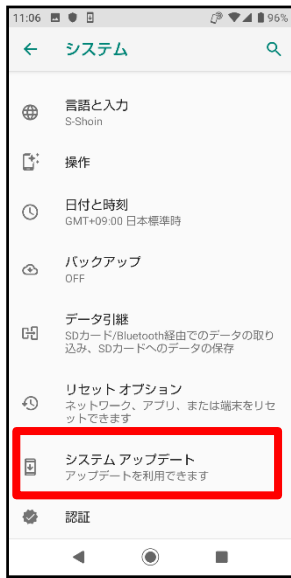 11:06 96%
システム
言語と入力
S-Shoin
操作
日付と時刻
GMT+09:00 日本標準時
バックアップ
OFF
データ引継
SDカード/Bluetooth経由でのデータの取り
込み、SDカードへのデータの保存
リセット オプション
ネットワーク、アプリ、または端末をリセ
ットできます
システム アップデート
アップデートを利用できます
認証